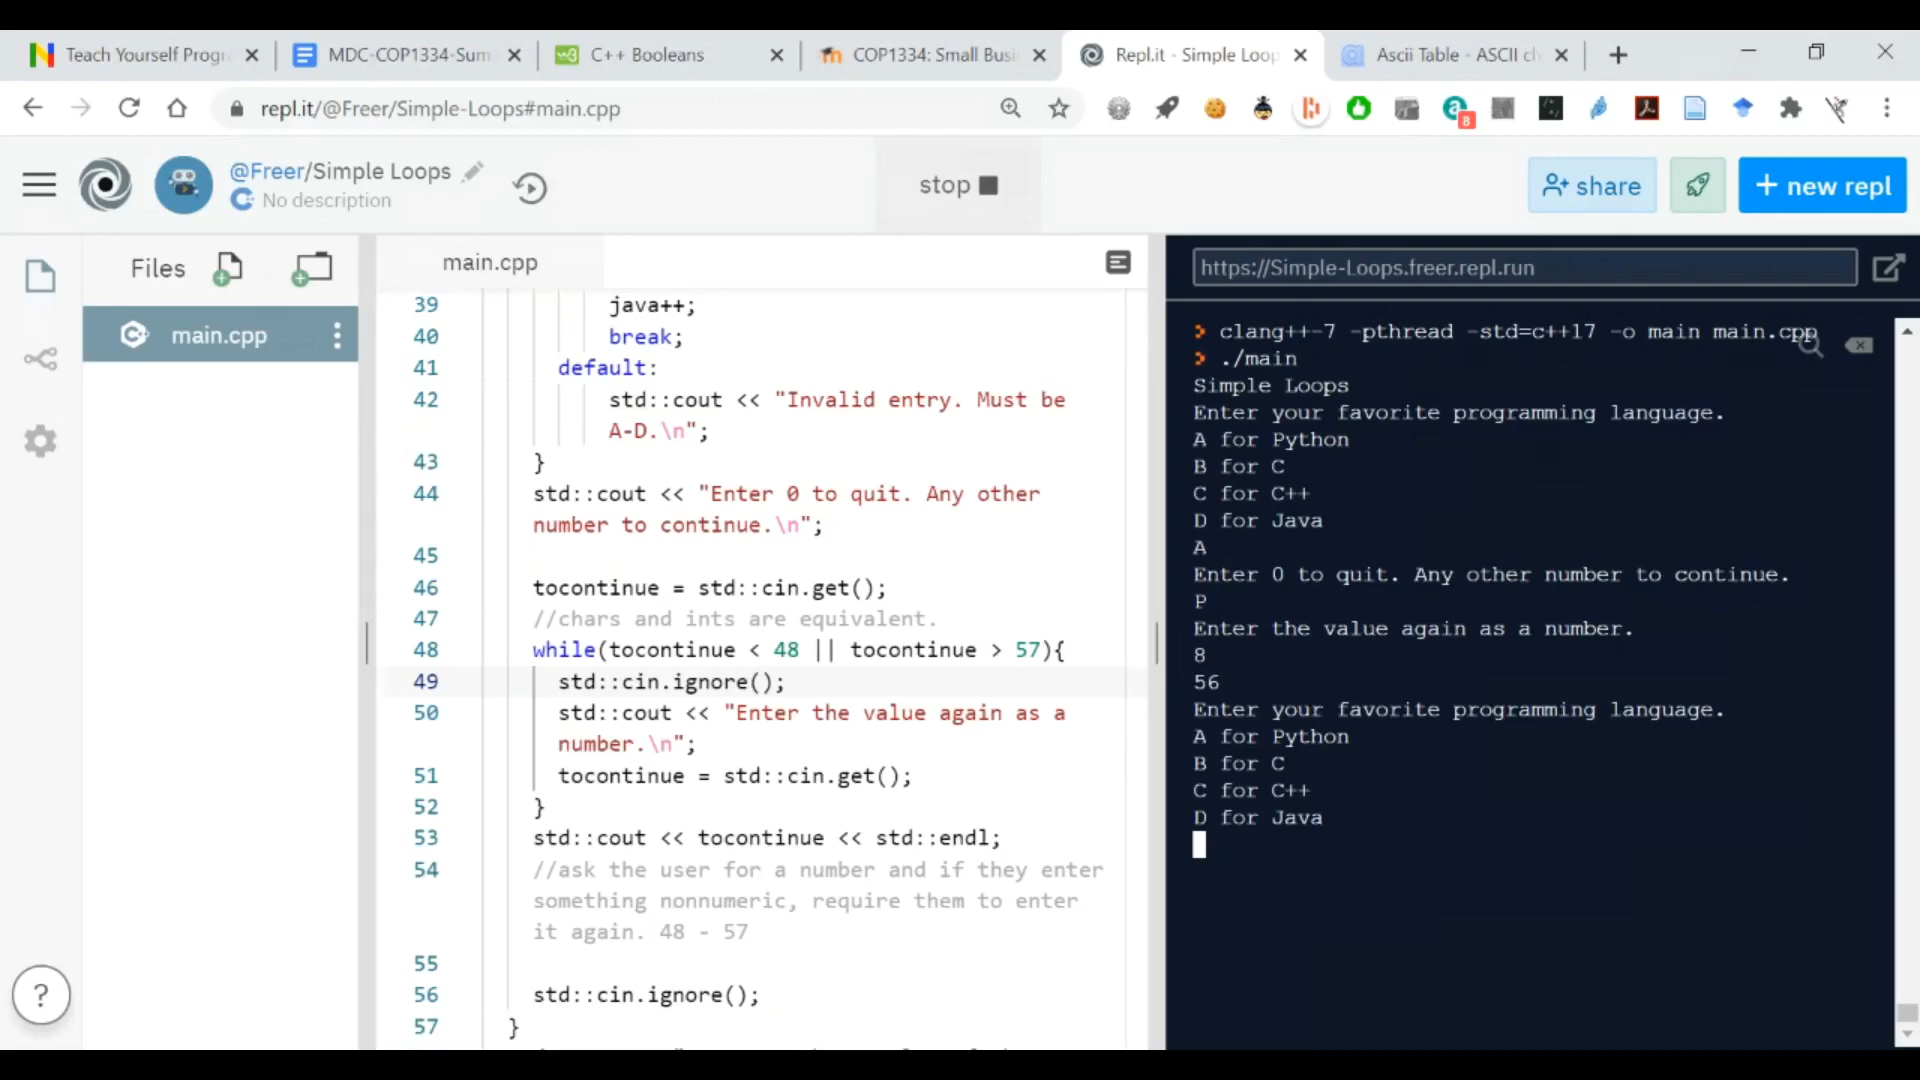 Teach Yourself Progr
MDC-COP1334-Sum
C++ Booleans
COP1334: Small Busi
Repl.it - Simple Loop
Ascii Table - ASCII ch
repl.it/@Freer/Simple-Loops#main.cpp
8
@Freer/Simple Loops
No description
stop
share
+ new repl
Files
main.cpp
main.cpp
39 java++;
40 break;
41 default:
42 std::cout << "Invalid entry. Must be
A-D.\n";
43 }
44 std::cout << "Enter 0 to quit. Any other
number to continue.\n";
45
46 tocontinue = std::cin.get();
47 //chars and ints are equivalent.
48 while(tocontinue < 48 || tocontinue > 57){
49 std::cin.ignore();
50 std::cout << "Enter the value again as a
number.\n";
51 tocontinue = std::cin.get();
52 }
53 std::cout << tocontinue << std::endl;
54 //ask the user for a number and if they enter
something nonnumeric, require them to enter
it again. 48 - 57
55
56 std::cin.ignore();
57 }
?
https://Simple-Loops.freer.repl.run
clang++-7 -pthread -std=c++17 -o main main.cpp
./main
Simple Loops
Enter your favorite programming language.
A for Python
B for C
C for C++
D for Java
A
Enter 0 to quit. Any other number to continue.
P
Enter the value again as a number.
8
56
Enter your favorite programming language.
A for Python
B for C
C for C++
D for Java